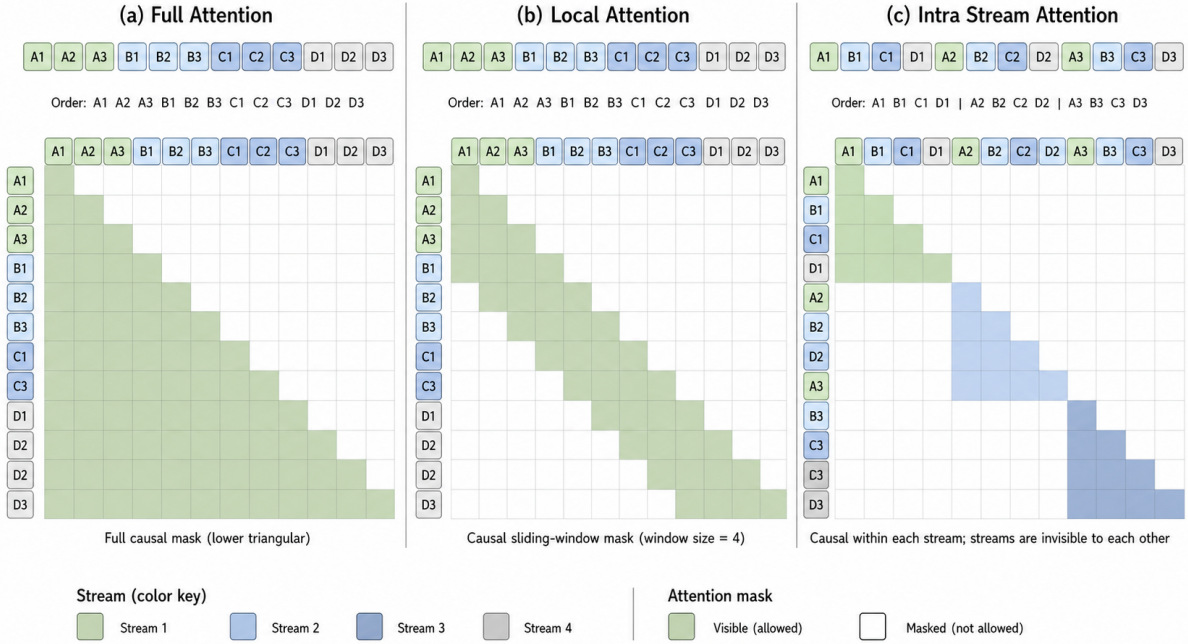 (a) Full Attention
A1 A2 A3 B1 B2 B3 C1 C2 C3 D1 D2 D3
Order: A1 A2 A3 B1 B2 B3 C1 C2 C3 D1 D2 D3
A1 A2 A3 B1 B2 B3 C1 C2 C3 D1 D2 D3
A1
A2
A3
B1
B2
B3
C1
C3
D1
D2
D2
D3
Full causal mask (lower triangular)
(b) Local Attention
A1 A2 A3 B1 B2 B3 C1 C2 C3 D1 D2 D3
Order: A1 A2 A3 B1 B2 B3 C1 C2 C3 D1 D2 D3
A1 A2 A3 B1 B2 B3 C1 C2 C3 D1 D2 D3
A1
A2
A3
B1
B2
B3
C1
C3
D1
D2
D2
D3
Causal sliding-window mask (window size = 4)
(c) Intra Stream Attention
A1 B1 C1 D1 A2 B2 C2 D2 A3 B3 C3 D3
Order: A1 B1 C1 D1 | A2 B2 C2 D2 | A3 B3 C3 D3
A1 B1 C1 D1 A2 B2 C2 D2 A3 B3 C3 D3
A1
B1
C1
D1
A2
B2
D2
A3
B3
C3
C3
D3
Causal within each stream; streams are invisible to each other
Stream (color key)
Stream 1 Stream 2 Stream 3 Stream 4
Attention mask
Visible (allowed) Masked (not allowed)